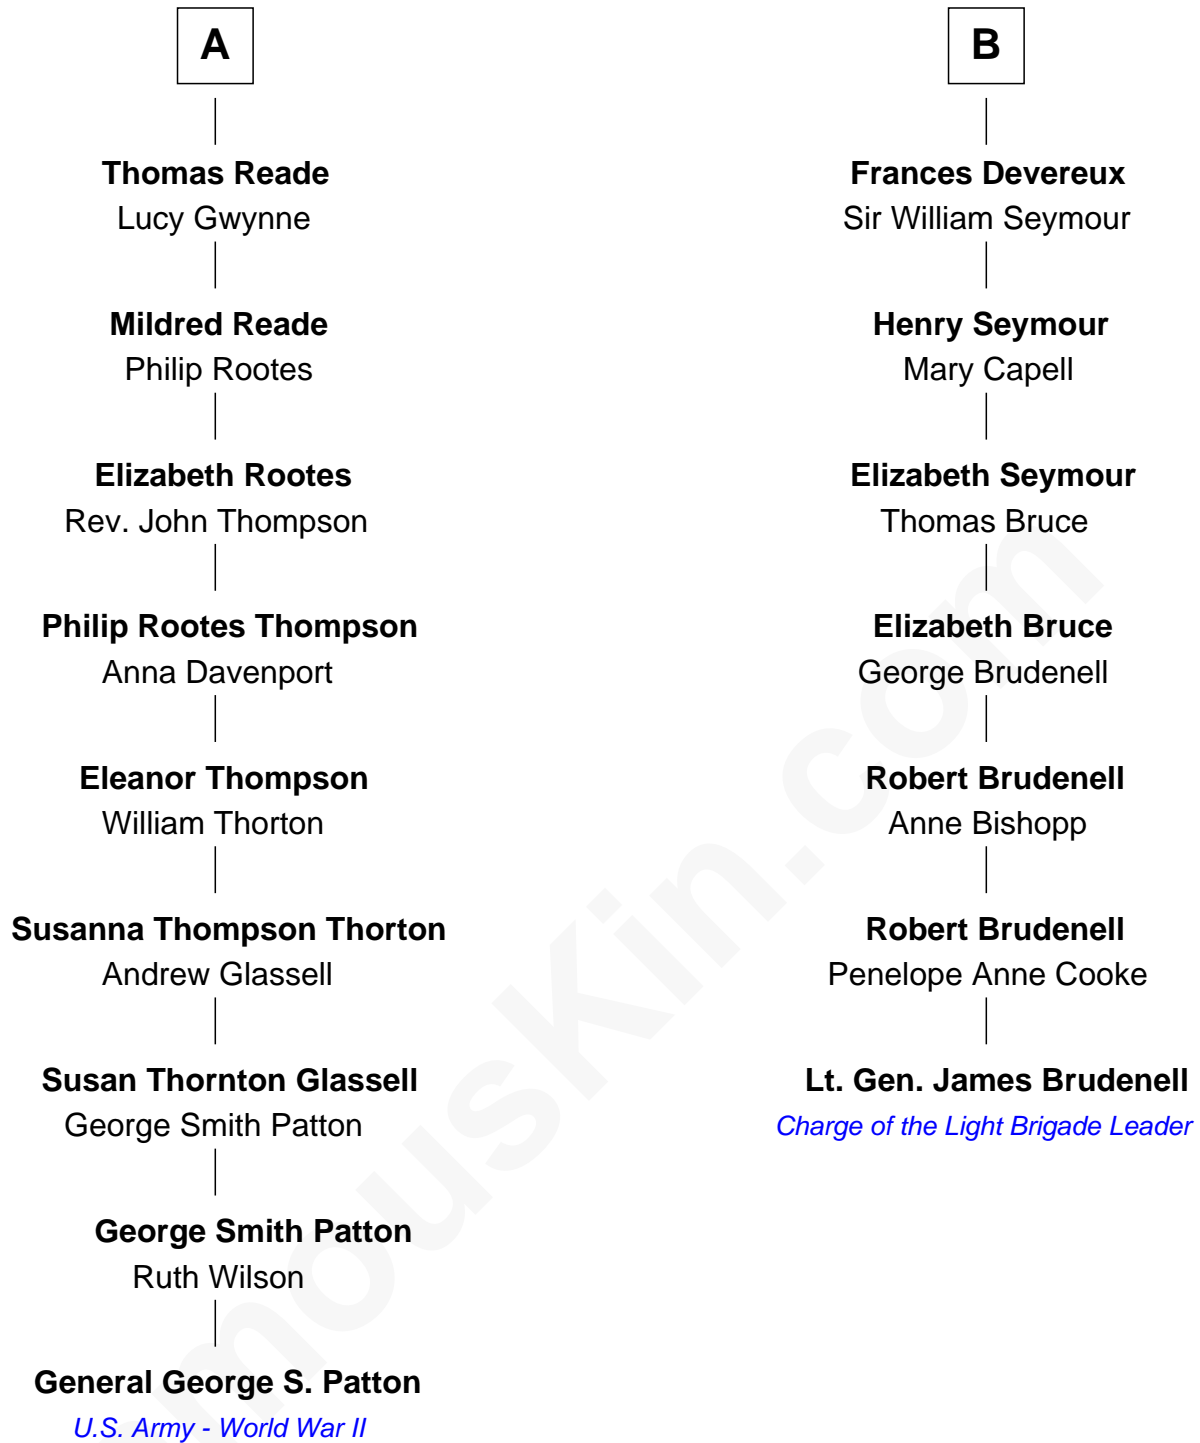 A
Thomas Reade
Lucy Gwynne
Mildred Reade
Philip Rootes
Elizabeth Rootes
Rev. John Thompson
Philip Rootes Thompson
Anna Davenport
Eleanor Thompson
William Thorton
Susanna Thompson Thorton
Andrew Glassell
Susan Thornton Glassell
George Smith Patton
George Smith Patton
Ruth Wilson
General George S. Patton
U.S. Army - World War II
B
Frances Devereux
Sir William Seymour
Henry Seymour
Mary Capell
Elizabeth Seymour
Thomas Bruce
Elizabeth Bruce
George Brudenell
Robert Brudenell
Anne Bishopp
Robert Brudenell
Penelope Anne Cooke
Lt. Gen. James Brudenell
Charge of the Light Brigade Leader
mouskin.com